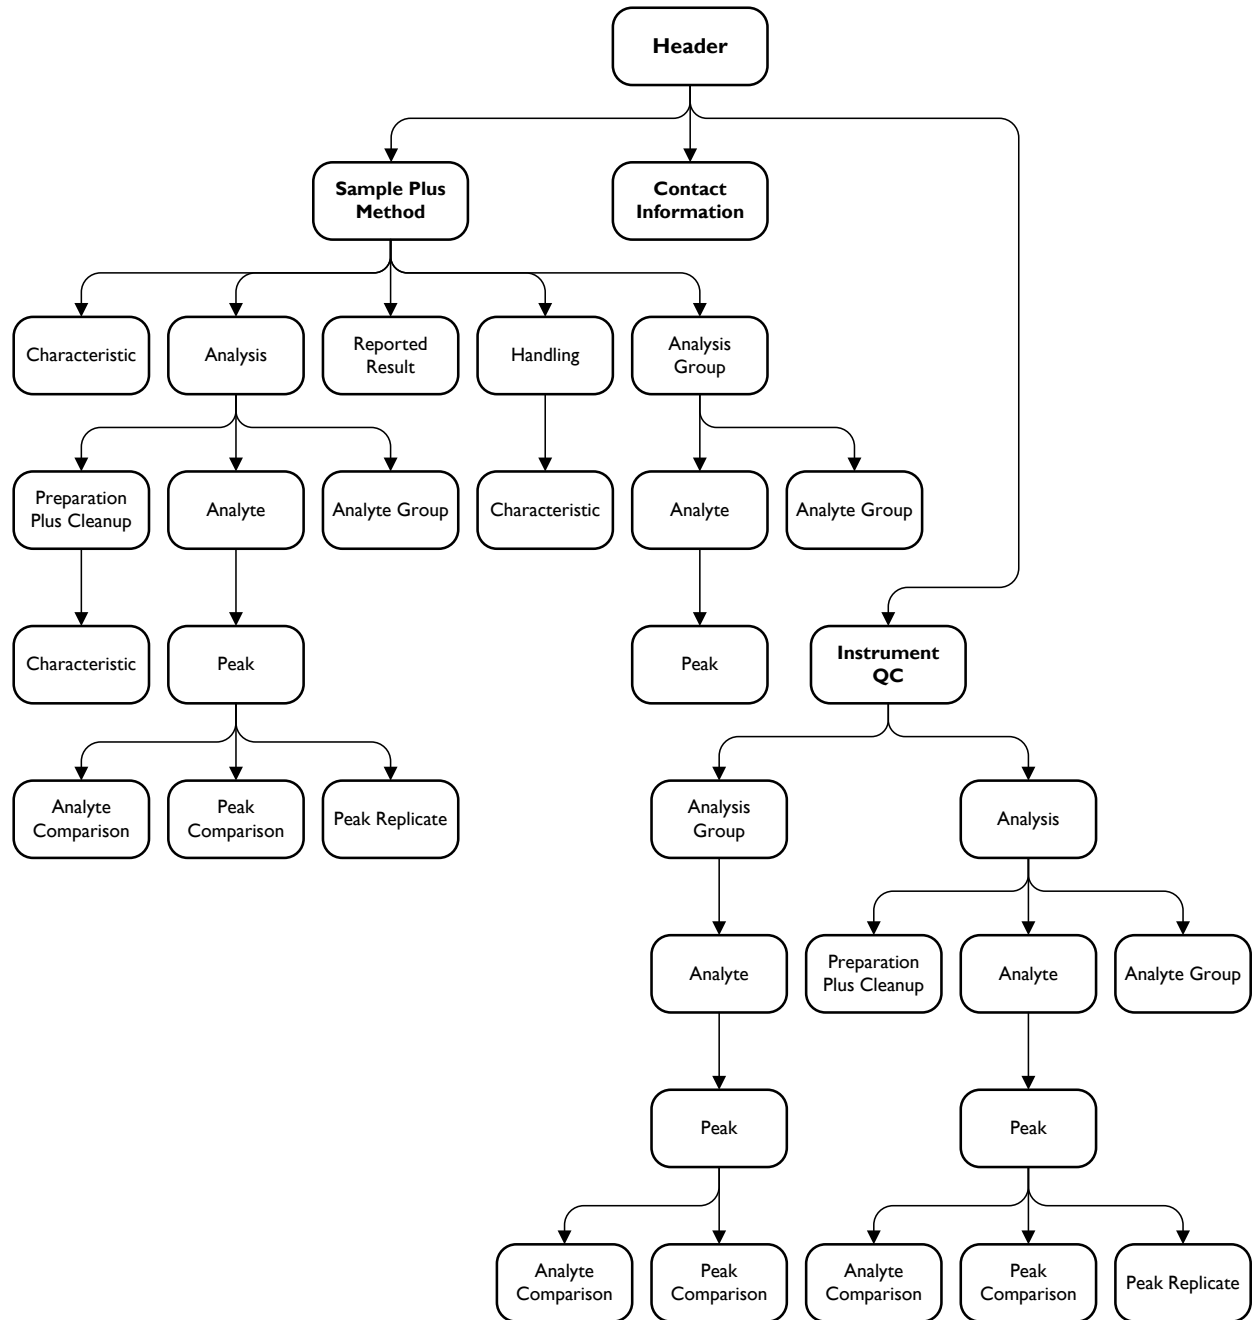 Header
Sample Plus
Method
Contact
Information
Characteristic
Analysis
Reported
Result
Handling
Analysis
Group
Preparation
Plus Cleanup
Analyte
Analyte Group
Characteristic
Analyte
Analyte Group
Characteristic
Peak
Peak
Instrument
QC
Analyte
Comparison
Peak
Comparison
Peak Replicate
Analysis
Group
Analysis
Analyte
Preparation
Plus Cleanup
Analyte
Analyte Group
Peak
Peak
Analyte
Comparison
Peak
Comparison
Analyte
Comparison
Peak
Comparison
Peak Replicate